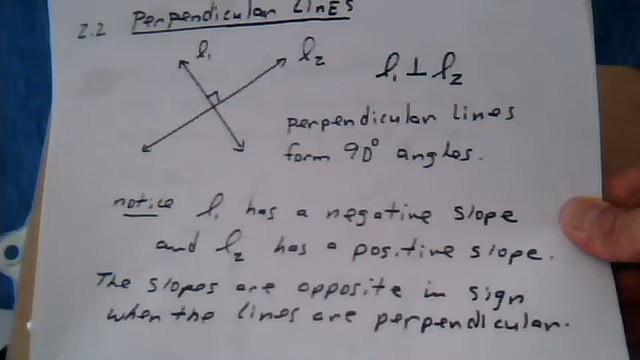 2.2 Perpendicular Lines
l₁ l₂ l₁ ⊥ l₂
perpendicular lines
form 90° angles.
notice l₁ has a negative slope
and l₂ has a positive slope.
The slopes are opposite in sign
when the lines are perpendicular.